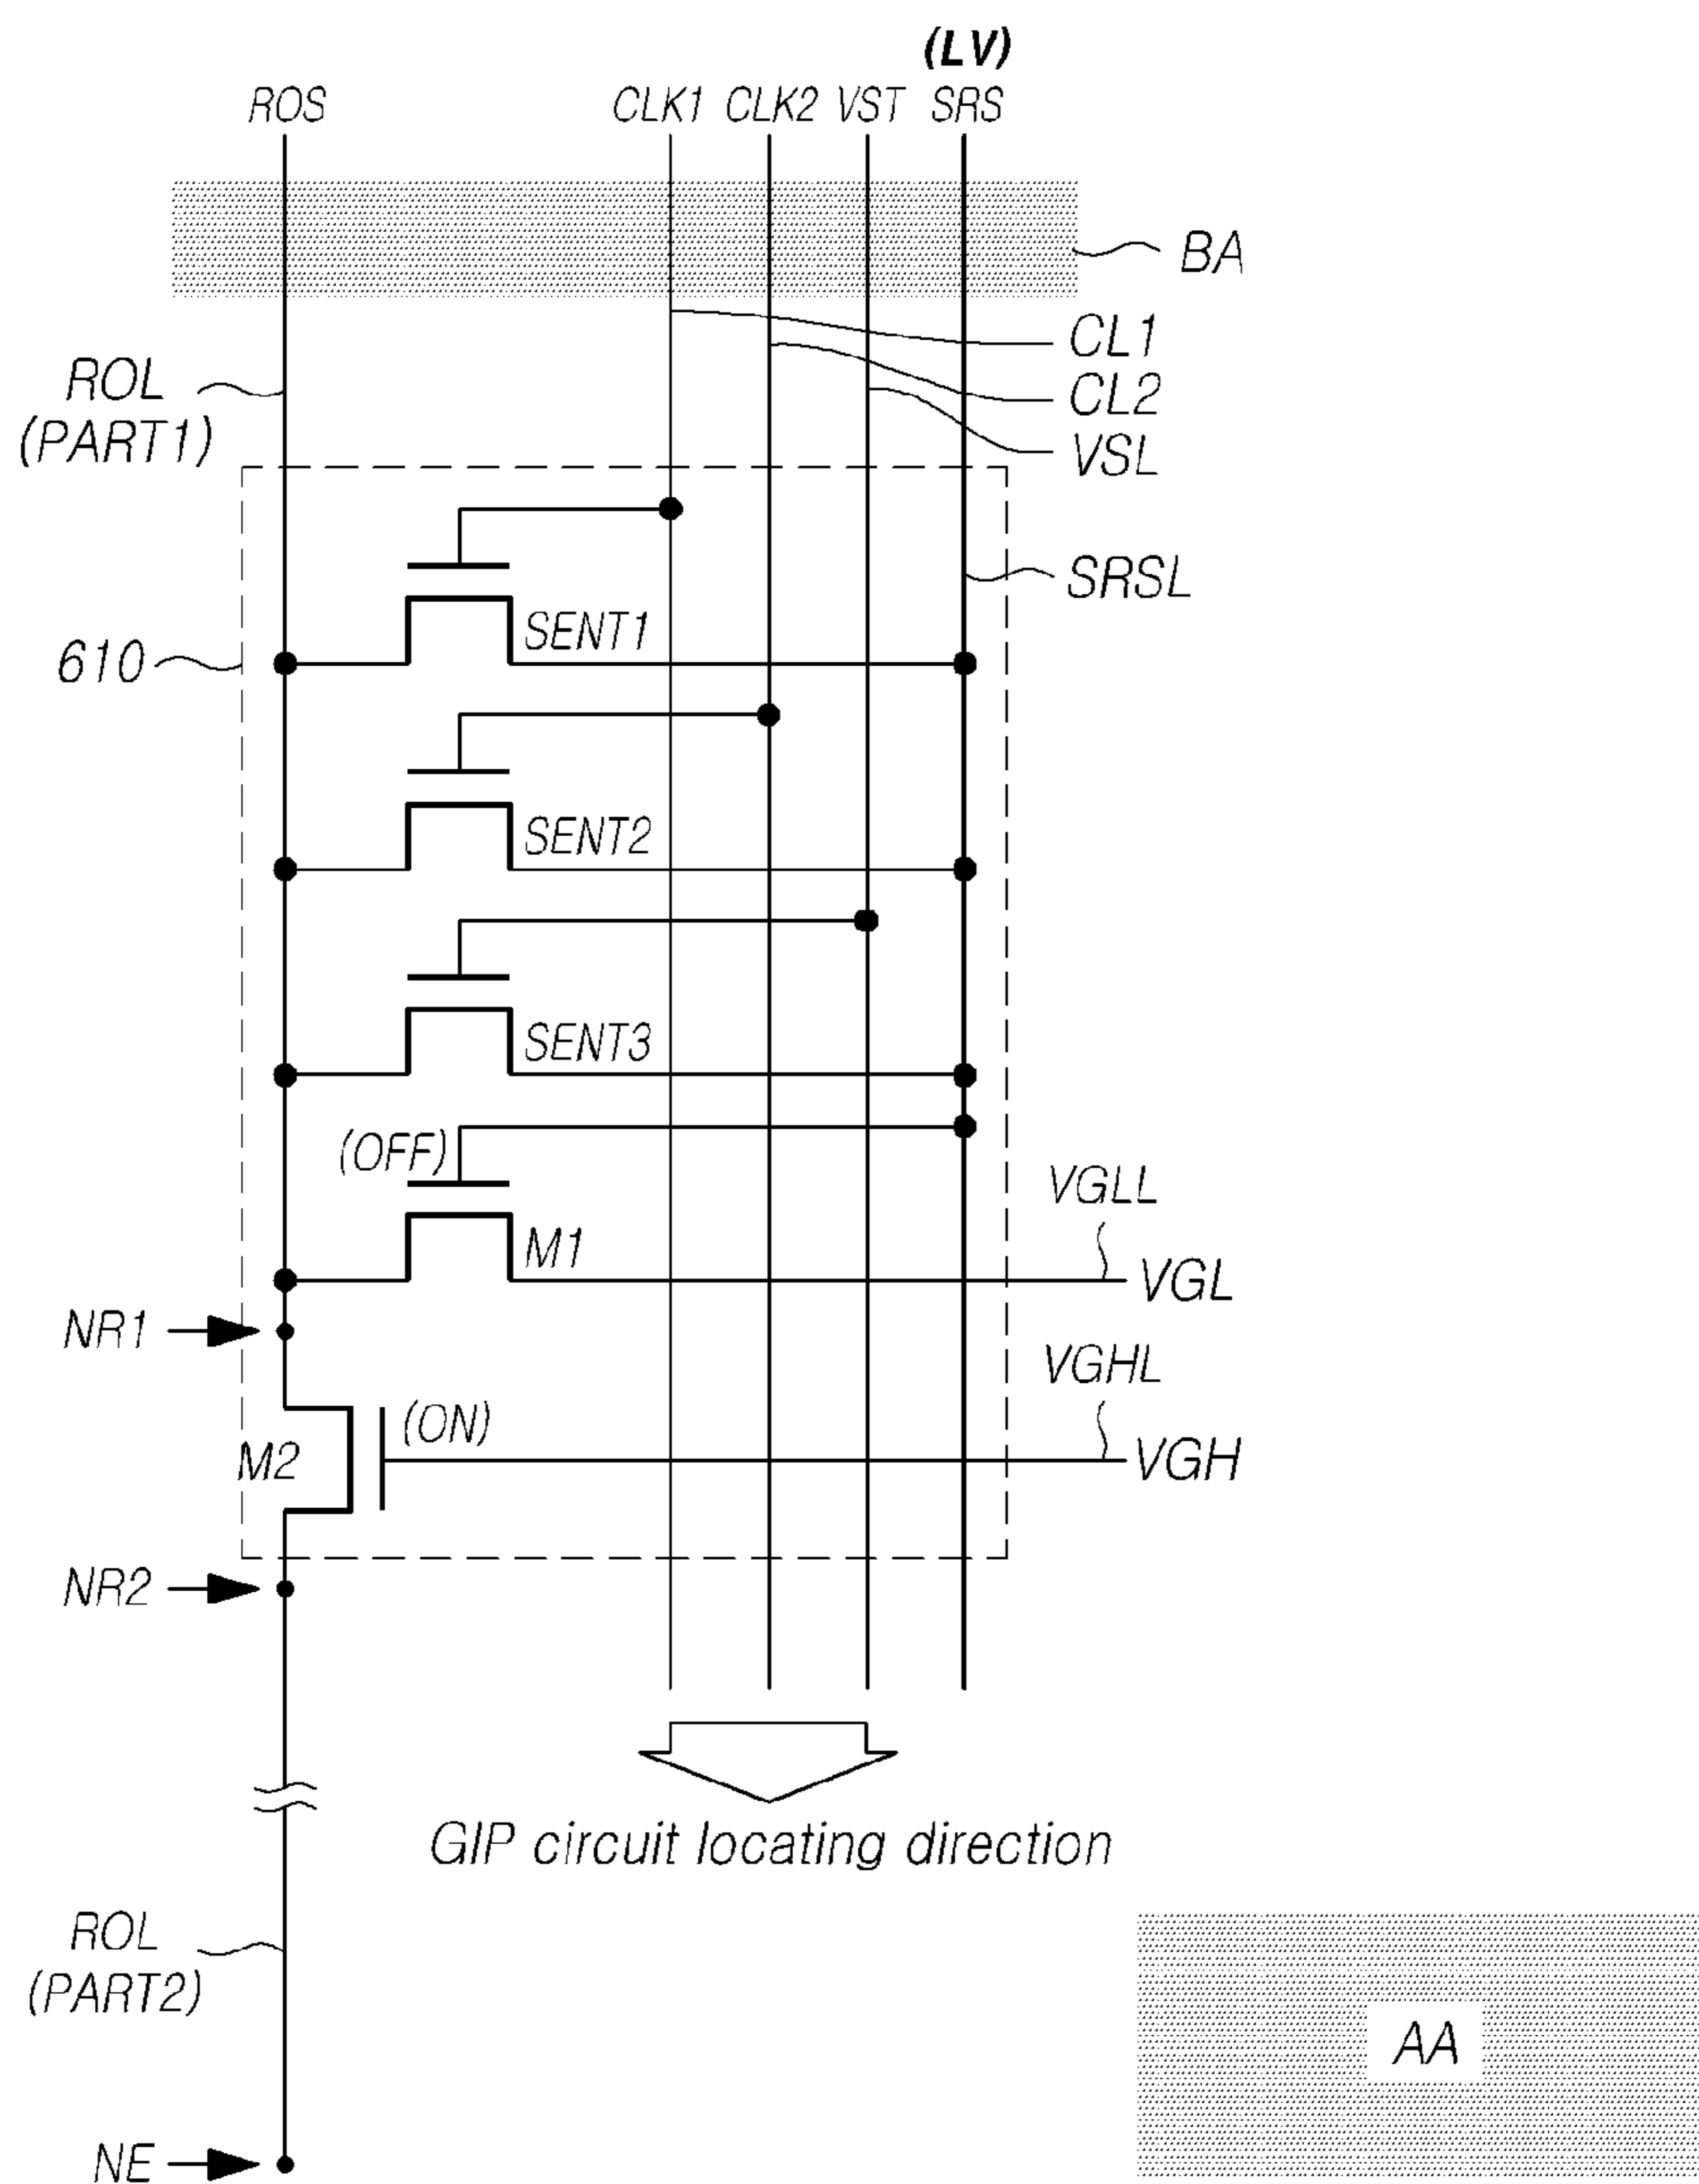 (LV)
ROS CLK1 CLK2 VST SRS
BA
CL1
ROL
(PART1)
CL2
VSL
SRSL
SENT1
610
SENT2
SENT3
(OFF)
VGLL
M1
VGL
NR1
VGHL
(ON)
M2
VGH
NR2
GIP circuit locating direction
ROL
(PART2)
AA
NE